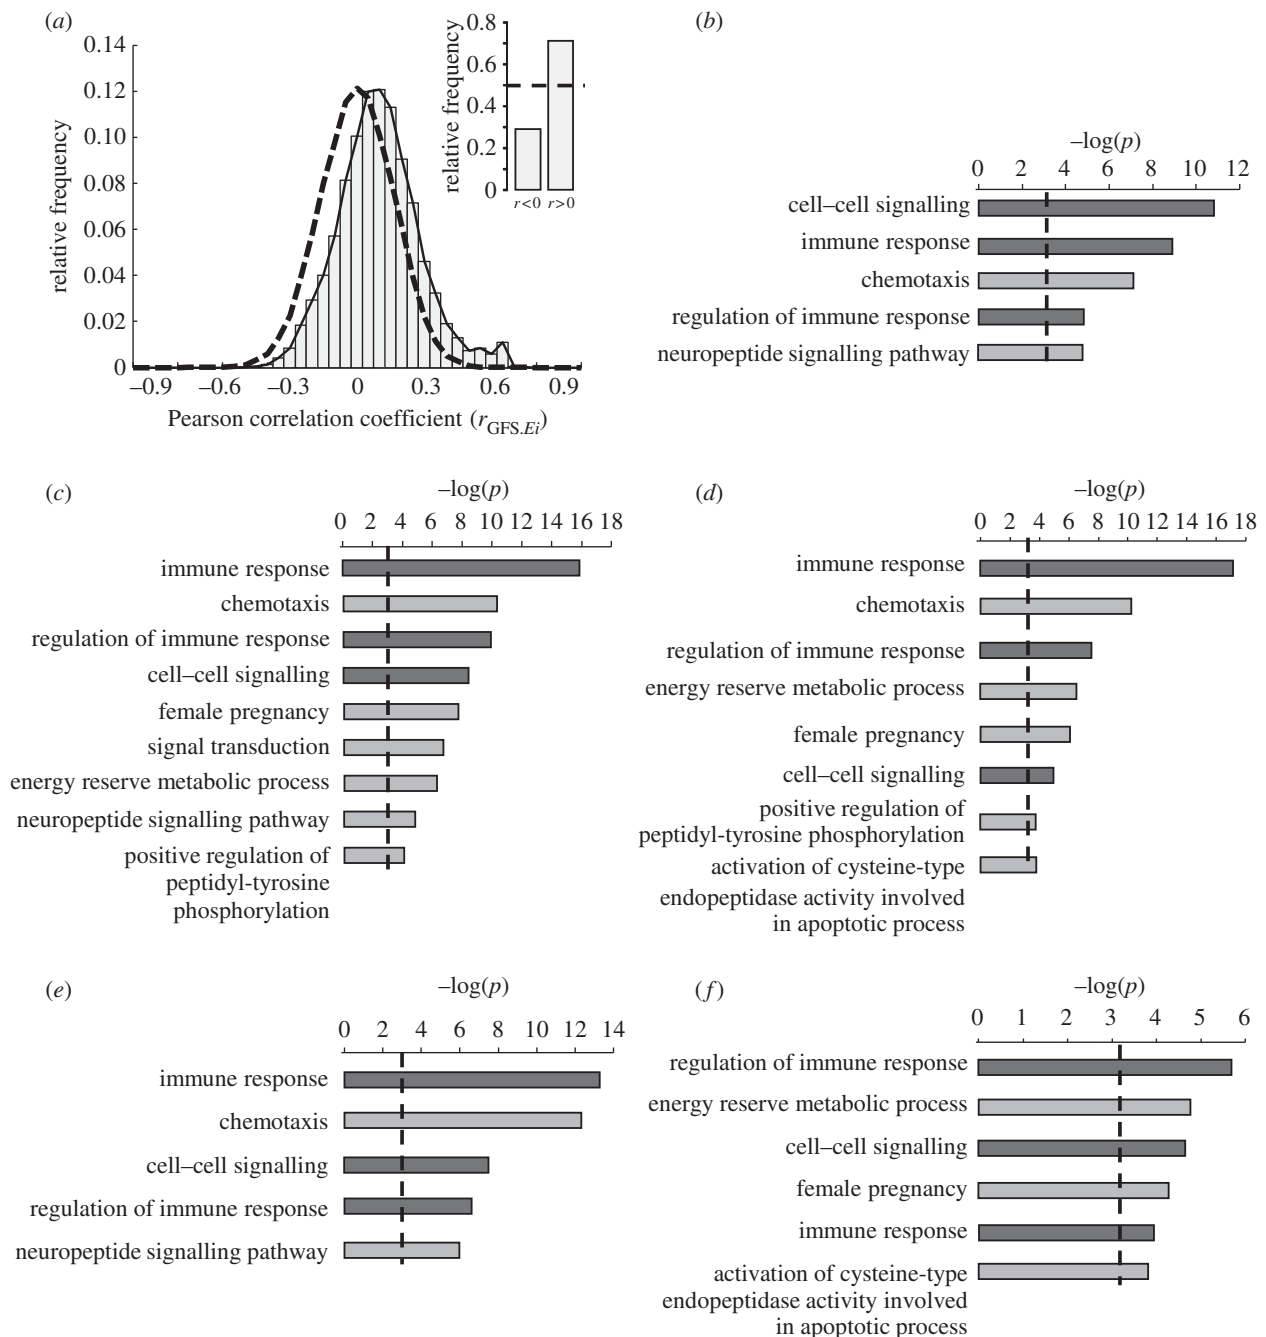 (a)
0.14
0.12
0.10
0.08
0.06
0.04
0.02
0
relative frequency
–0.9 –0.6 –0.3 0 0.3 0.6 0.9
Pearson correlation coefficient (rGFS.Ei)
0.8
0.6
0.4
0.2
0
relative frequency
r<0 r>0
(b)
–log(p)
0 2 4 6 8 10 12
cell–cell signalling
immune response
chemotaxis
regulation of immune response
neuropeptide signalling pathway
(c)
–log(p)
0 2 4 6 8 10 12 14 16 18
immune response
chemotaxis
regulation of immune response
cell–cell signalling
female pregnancy
signal transduction
energy reserve metabolic process
neuropeptide signalling pathway
positive regulation of
peptidyl-tyrosine
phosphorylation
(d)
–log(p)
0 2 4 6 8 10 12 14 16 18
immune response
chemotaxis
regulation of immune response
energy reserve metabolic process
female pregnancy
cell–cell signalling
positive regulation of
peptidyl-tyrosine phosphorylation
activation of cysteine-type
endopeptidase activity involved
in apoptotic process
(e)
–log(p)
0 2 4 6 8 10 12 14
immune response
chemotaxis
cell–cell signalling
regulation of immune response
neuropeptide signalling pathway
(f)
–log(p)
0 1 2 3 4 5 6
regulation of immune response
energy reserve metabolic process
cell–cell signalling
female pregnancy
immune response
activation of cysteine-type
endopeptidase activity involved
in apoptotic process